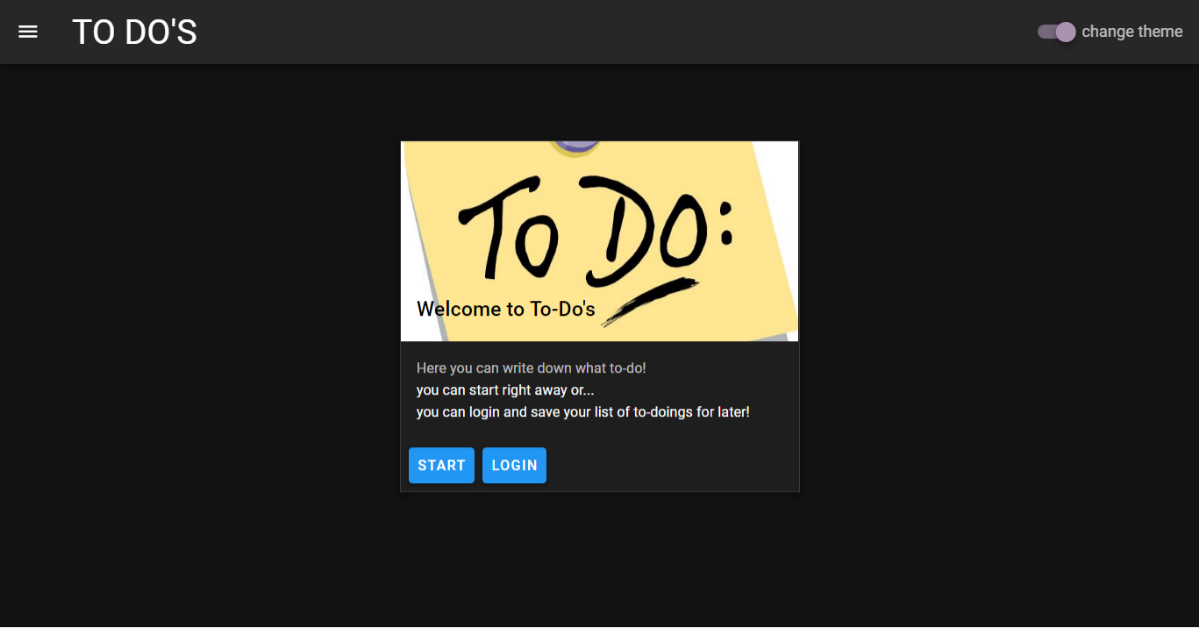 TO DO'S
change theme
To Do:
Welcome to To-Do's
Here you can write down what to-do!
you can start right away or...
you can login and save your list of to-doings for later!
START
LOGIN